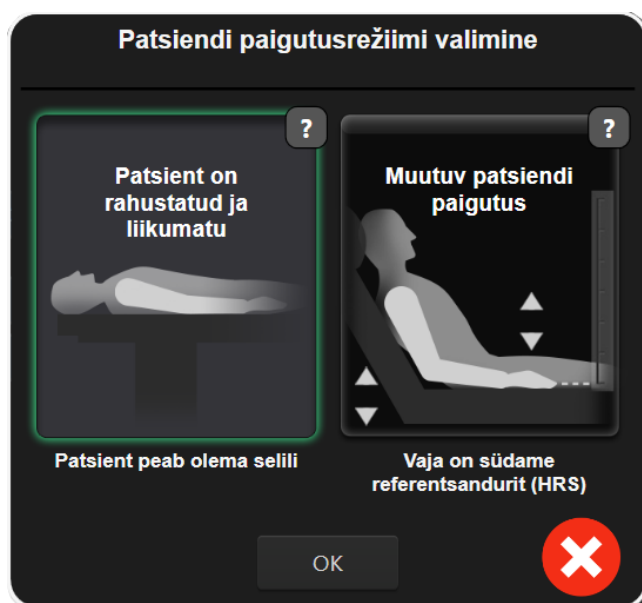 Patsiendi paigutusrežiimi valimine
?
?
Patsient on
rahustatud ja
liikumatu
Muutuv patsiendi
paigutus
Patsient peab olema selili
Vaja on südame
referentsandurit (HRS)
OK